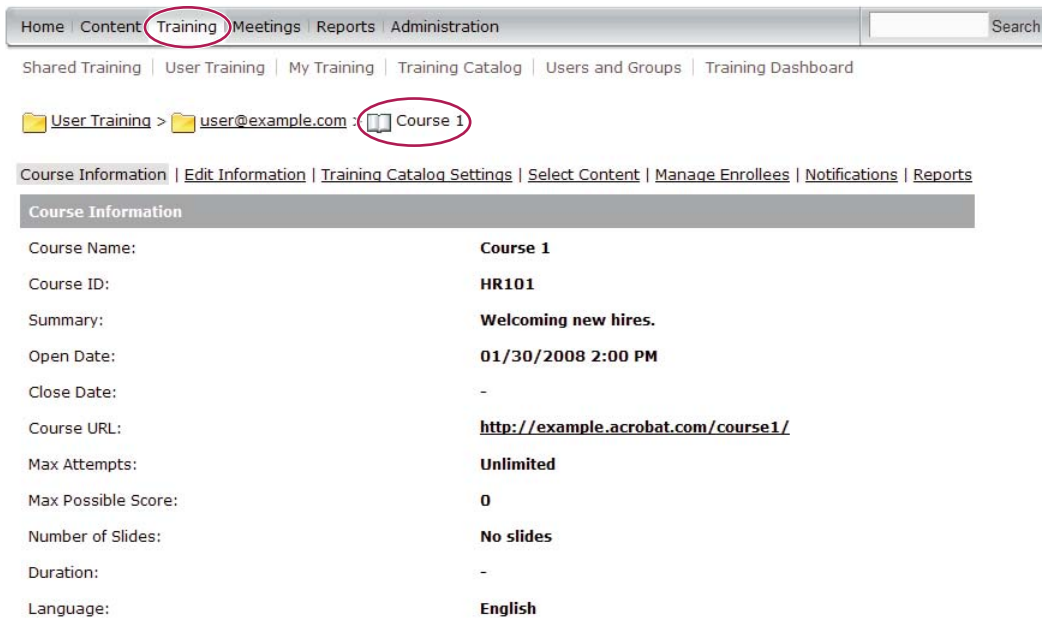 Home | Content | Training | Meetings | Reports | Administration Search
Shared Training | User Training | My Training | Training Catalog | Users and Groups | Training Dashboard
User Training > user@example.com > Course 1
Course Information | Edit Information | Training Catalog Settings | Select Content | Manage Enrollees | Notifications | Reports
Course Information
Course Name: Course 1
Course ID: HR101
Summary: Welcoming new hires.
Open Date: 01/30/2008 2:00 PM
Close Date: -
Course URL: http://example.acrobat.com/course1/
Max Attempts: Unlimited
Max Possible Score: 0
Number of Slides: No slides
Duration: -
Language: English